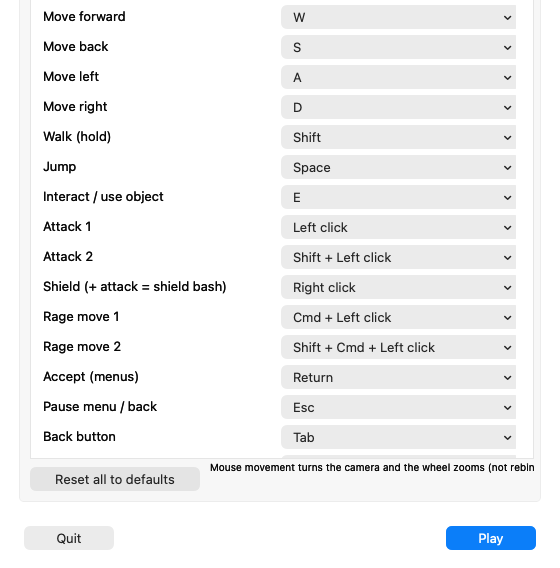 Move forward W
Move back S
Move left A
Move right D
Walk (hold) Shift
Jump Space
Interact / use object E
Attack 1 Left click
Attack 2 Shift + Left click
Shield (+ attack = shield bash) Right click
Rage move 1 Cmd + Left click
Rage move 2 Shift + Cmd + Left click
Accept (menus) Return
Pause menu / back Esc
Back button Tab
Mouse movement turns the camera and the wheel zooms (not rebin
Reset all to defaults
Quit Play